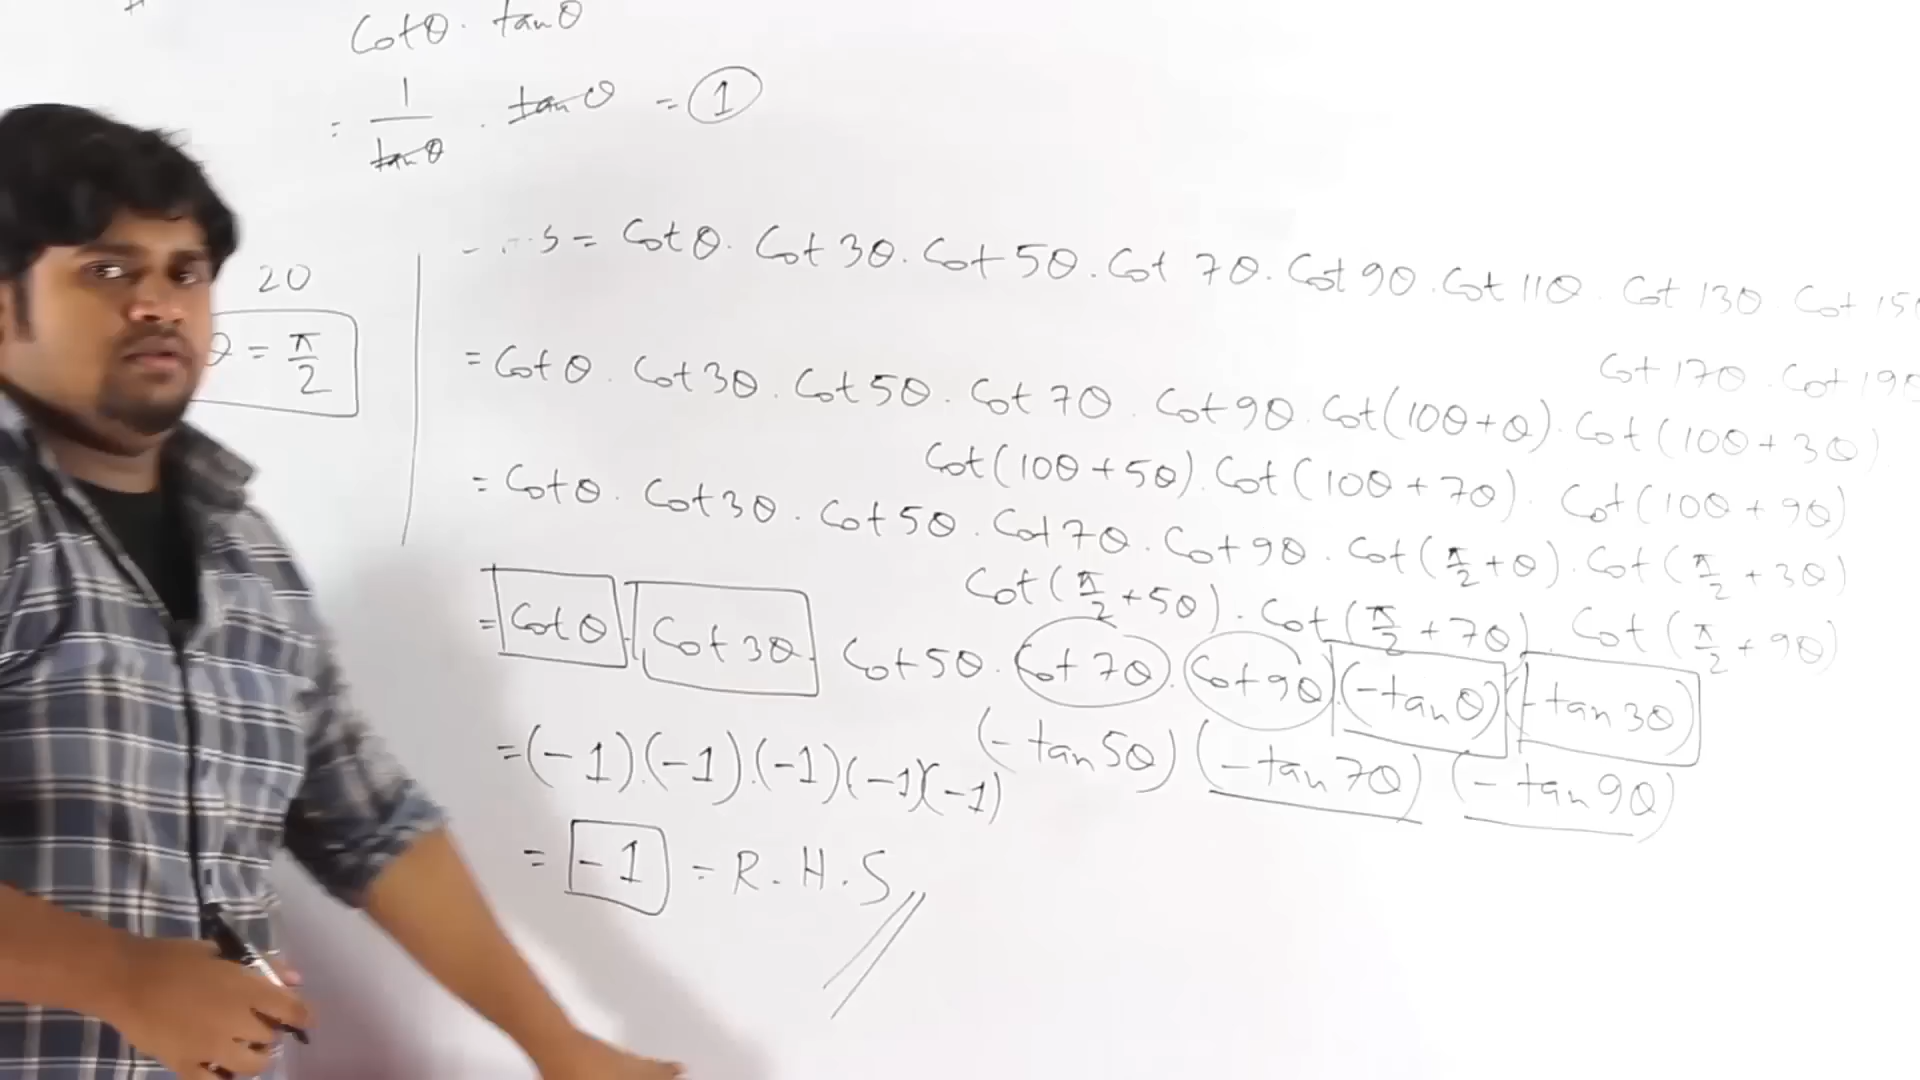 cotθ . tanθ
= 1/tanθ . tanθ = 1
20
θ = π/2
S = cotθ. cot3θ. cot5θ. cot7θ. cot9θ. cot11θ. cot13θ cot15
cot17θ. cot19θ
= cotθ. cot3θ. cot5θ. cot7θ. cot9θ. cot(10θ+θ). cot(10θ+3θ)
cot(10θ+5θ). cot(10θ+7θ). cot(10θ+9θ)
= cotθ. cot3θ. cot5θ. cot7θ. cot9θ. cot(π/2+θ). cot(π/2+3θ)
cot(π/2+5θ). cot(π/2+7θ). cot(π/2+9θ)
= cotθ. cot3θ. cot5θ. cot7θ. cot9θ. (-tanθ) (-tan3θ)
(-tan5θ) (-tan7θ) (-tan9θ)
= (-1).(-1).(-1)(-1)(-1)
= -1 = R.H.S